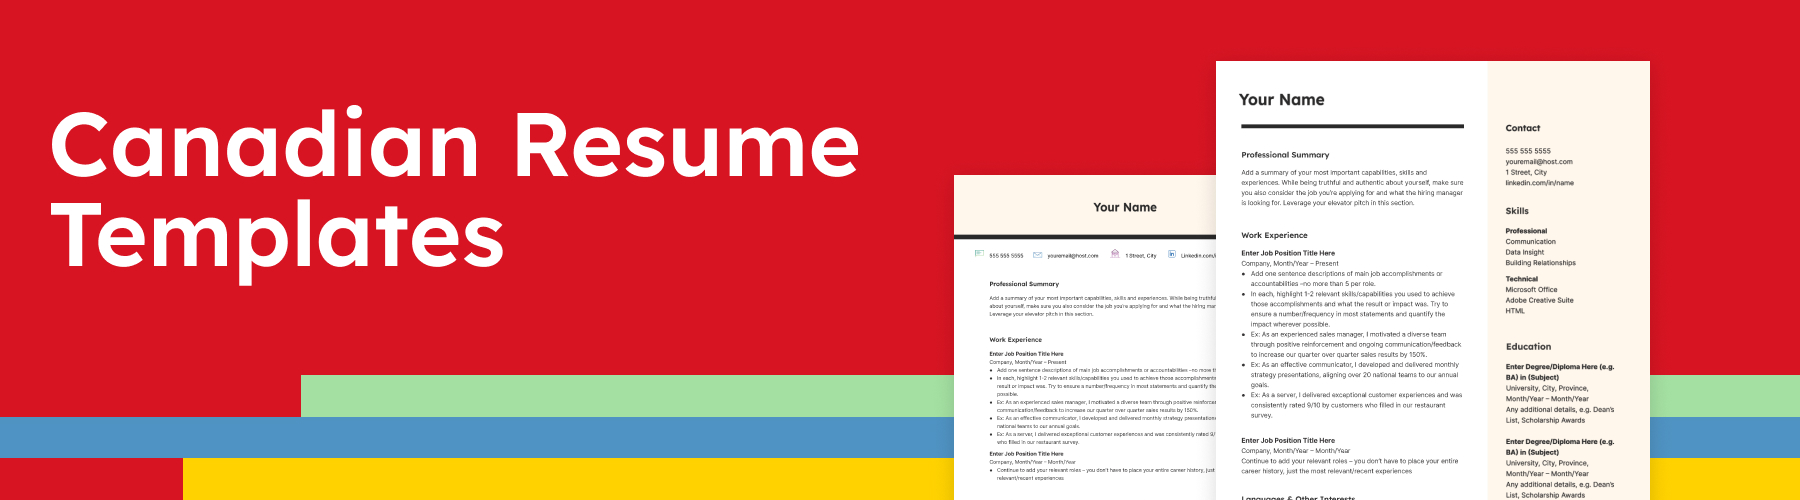 Canadian Resume
Templates
Your Name
555 555 5555
youremail@host.com
1 Street, City
Professional Summary
Add a summary of your most important capabilities, skills and experiences. While being truthful
about yourself, make sure you also consider the job you're applying for and what the hiring
Leverage your elevator pitch in this section.
Work Experience
Enter Job Position Title Here
Company, Month/Year – Present
• Add one sentence descriptions of main job accomplishments or accountabilities –no more
• In each, highlight 1-2 relevant skills/capabilities you used to achieve those
result or impact was. Try to ensure a number/frequency in most statements and quantify the
possible.
• Ex: As an experienced sales manager, I motivated a diverse team through positive
communication/feedback to increase our quarter over quarter sales results by 150%.
• Ex: As an effective communicator, I developed and delivered monthly strategy
national teams to our annual goals.
• Ex: As a server, I delivered exceptional customer experiences and was consistently rated
who filled in our restaurant survey.
Enter Job Position Title Here
Company, Month/Year – Month/Year
• Continue to add your relevant roles – you don't have to place your entire career history, just
relevant/recent experiences
Your Name
Professional Summary
Add a summary of your most important capabilities, skills and
experiences. While being truthful and authentic about yourself, make sure
you also consider the job you're applying for and what the hiring manager
is looking for. Leverage your elevator pitch in this section.
Work Experience
Enter Job Position Title Here
Company, Month/Year – Present
• Add one sentence descriptions of main job accomplishments or
accountabilities –no more than 5 per role.
• In each, highlight 1-2 relevant skills/capabilities you used to achieve
those accomplishments and what the result or impact was. Try to
ensure a number/frequency in most statements and quantify the
impact wherever possible.
• Ex: As an experienced sales manager, I motivated a diverse team
through positive reinforcement and ongoing communication/feedback
to increase our quarter over quarter sales results by 150%.
• Ex: As an effective communicator, I developed and delivered monthly
strategy presentations, aligning over 20 national teams to our annual
goals.
• Ex: As a server, I delivered exceptional customer experiences and was
consistently rated 9/10 by customers who filled in our restaurant
survey.
Enter Job Position Title Here
Company, Month/Year – Month/Year
Continue to add your relevant roles – you don't have to place your entire
career history, just the most relevant/recent experiences
Languages & Other Interests
Contact
555 555 5555
youremail@host.com
1 Street, City
linkedin.com/in/name
Skills
Professional
Communication
Data Insight
Building Relationships
Technical
Microsoft Office
Adobe Creative Suite
HTML
Education
Enter Degree/Diploma Here (e.g.
BA) in (Subject)
University, City, Province,
Month/Year – Month/Year
Any additional details, e.g. Dean's
List, Scholarship Awards
Enter Degree/Diploma Here (e.g.
BA) in (Subject)
University, City, Province,
Month/Year – Month/Year
Any additional details, e.g. Dean's
List, Scholarship Awards